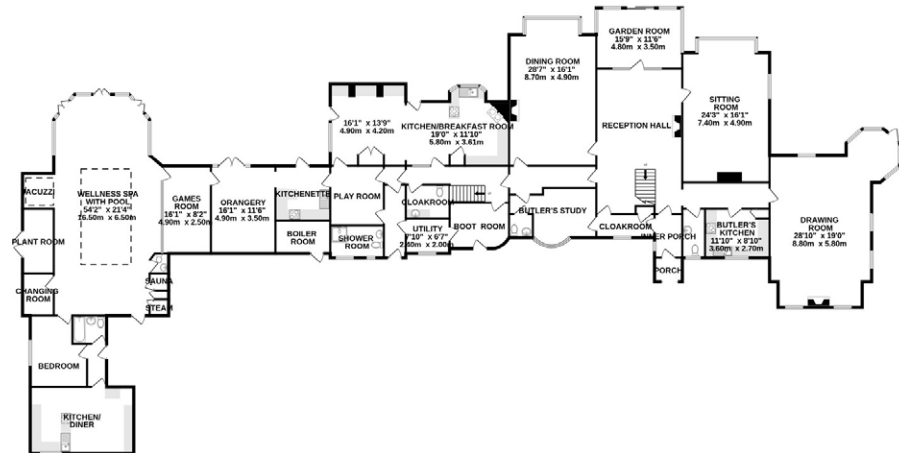 GARDEN ROOM
15'9" x 11'6"
4.80m x 3.50m
DINING ROOM
28'7" x 16'1"
8.70m x 4.90m
SITTING
ROOM
24'3" x 16'1"
7.40m x 4.90m
16'1" x 13'9"
4.90m x 4.20m
KITCHEN/BREAKFAST ROOM
19'0" x 11'10"
5.80m x 3.61m
RECEPTION HALL
JACUZZI
WELLNESS SPA
WITH POOL
54'2" x 21'4"
16.50m x 6.50m
GAMES
ROOM
16'1" x 8'2"
4.90m x 2.50m
ORANGERY
16'1" x 11'6"
4.90m x 3.50m
KITCHENETTE
PLAY ROOM
CLOAKROOM
BUTLER'S STUDY
BOILER
ROOM
SHOWER
ROOM
UTILITY
7'10" x 6'7"
2.40m x 2.00m
BOOT ROOM
CLOAKROOM
INNER PORCH
BUTLER'S
KITCHEN
11'10" x 8'10"
3.60m x 2.70m
DRAWING
ROOM
28'10" x 19'0"
8.80m x 5.80m
PLANT ROOM
PORCH
SAUNA
CHANGING
ROOM
STEAM
BEDROOM
KITCHEN/
DINER